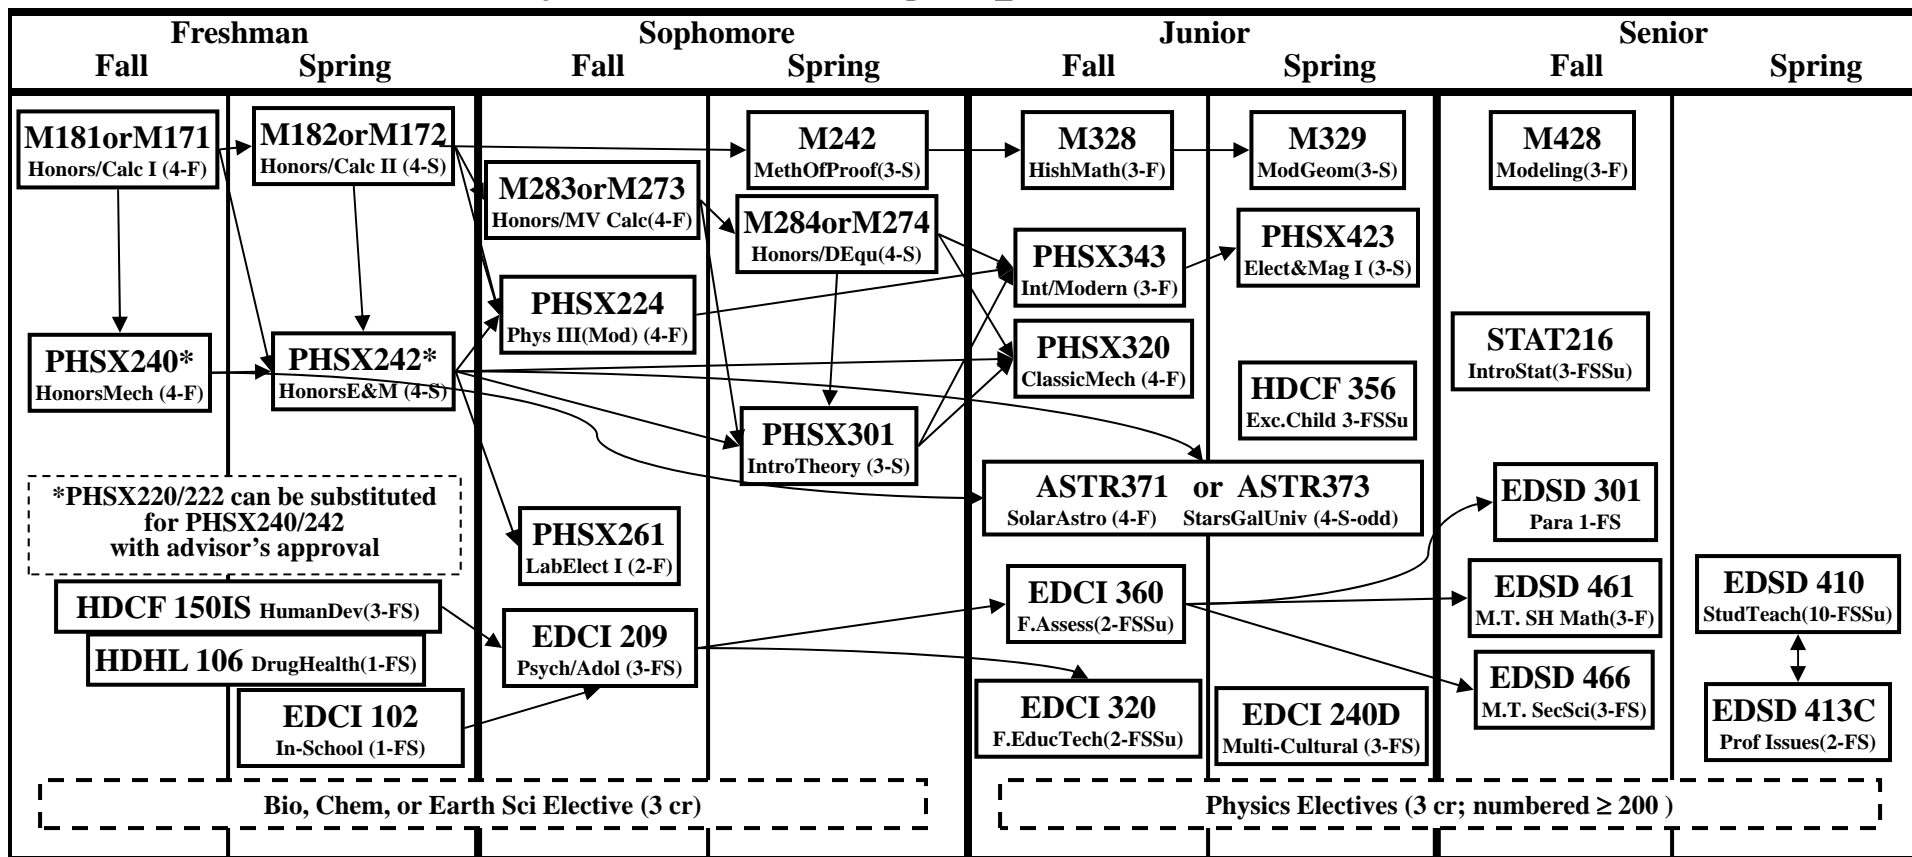 Freshman
Sophomore
Junior
Senior
Fall
Spring
Fall
Spring
Fall
Spring
Fall
Spring
M181orM171
Honors/Calc I (4-F)
M182orM172
Honors/Calc II (4-S)
M242
MethOfProof(3-S)
M328
HishMath(3-F)
M329
ModGeom(3-S)
M428
Modeling(3-F)
M283orM273
Honors/MV Calc(4-F)
M284orM274
Honors/DEqu(4-S)
PHSX343
Int/Modern (3-F)
PHSX423
Elect&Mag I (3-S)
PHSX224
Phys III(Mod) (4-F)
PHSX240*
HonorsMech (4-F)
PHSX242*
HonorsE&M (4-S)
PHSX320
ClassicMech (4-F)
STAT216
IntroStat(3-FSSu)
HDCF 356
Exc.Child 3-FSSu
PHSX301
IntroTheory (3-S)
*PHSX220/222 can be substituted
for PHSX240/242
with advisor’s approval
ASTR371 or ASTR373
SolarAstro (4-F) StarsGalUniv (4-S-odd)
EDSD 301
Para 1-FS
PHSX261
LabElect I (2-F)
HDCF 150IS HumanDev(3-FS)
HDHL 106 DrugHealth(1-FS)
EDCI 102
In-School (1-FS)
EDCI 209
Psych/Adol (3-FS)
EDCI 360
F.Assess(2-FSSu)
EDSD 461
M.T. SH Math(3-F)
EDSD 410
StudTeach(10-FSSu)
EDCI 320
F.EducTech(2-FSSu)
EDCI 240D
Multi-Cultural (3-FS)
EDSD 466
M.T. SecSci(3-FS)
EDSD 413C
Prof Issues(2-FS)
Bio, Chem, or Earth Sci Elective (3 cr)
Physics Electives (3 cr; numbered ≥ 200 )